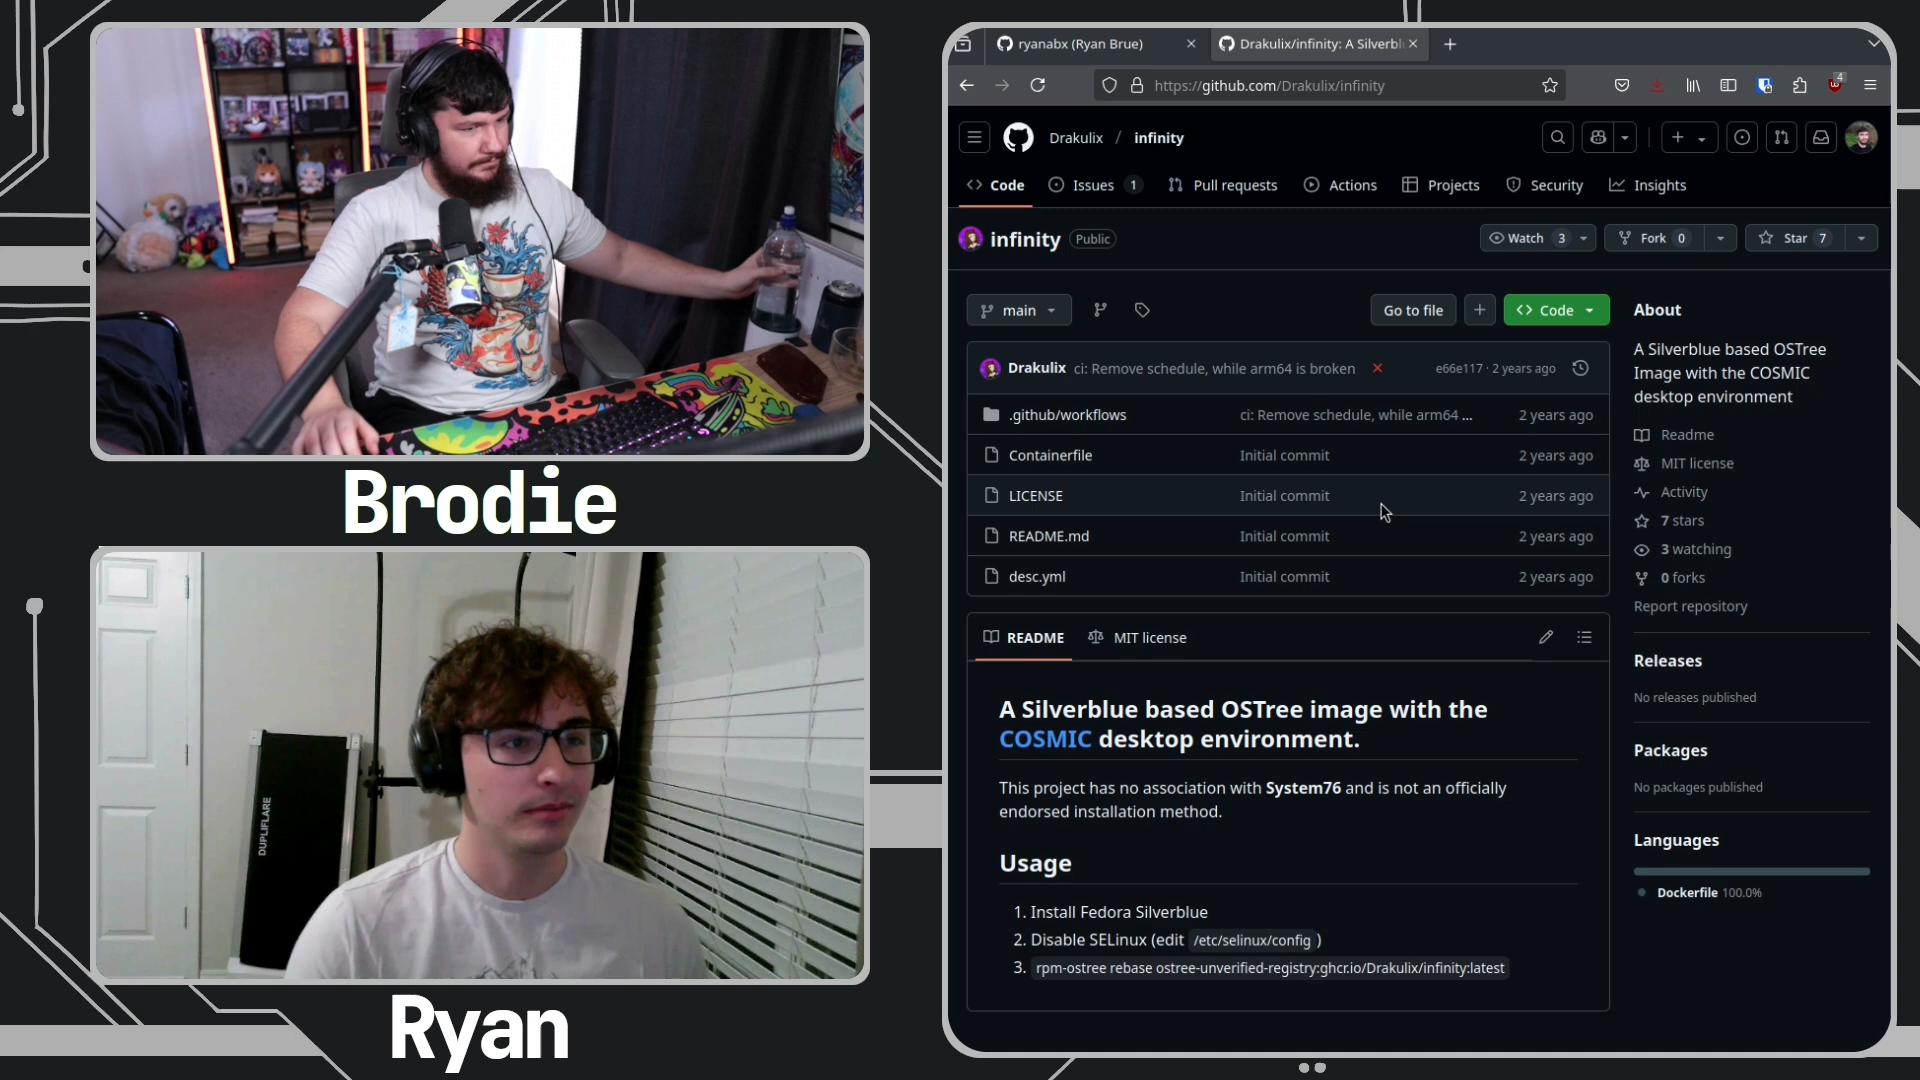 Brodie
DUPLIFLARE
Ryan
ryanabx (Ryan Brue)
Drakulix/infinity: A Silverbl
https://github.com/Drakulix/infinity
4
Drakulix / infinity
Code
Issues 1
Pull requests
Actions
Projects
Security
Insights
infinity Public
Watch 3
Fork 0
Star 7
main
Go to file
Code
Drakulix ci: Remove schedule, while arm64 is broken e66e117 · 2 years ago
.github/workflows ci: Remove schedule, while arm64 ... 2 years ago
Containerfile Initial commit 2 years ago
LICENSE Initial commit 2 years ago
README.md Initial commit 2 years ago
desc.yml Initial commit 2 years ago
README MIT license
A Silverblue based OSTree image with the
COSMIC desktop environment.
This project has no association with System76 and is not an officially
endorsed installation method.
Usage
1. Install Fedora Silverblue
2. Disable SELinux (edit /etc/selinux/config )
3. rpm-ostree rebase ostree-unverified-registry:ghcr.io/Drakulix/infinity:latest
About
A Silverblue based OSTree
Image with the COSMIC
desktop environment
Readme
MIT license
Activity
7 stars
3 watching
0 forks
Report repository
Releases
No releases published
Packages
No packages published
Languages
Dockerfile 100.0%